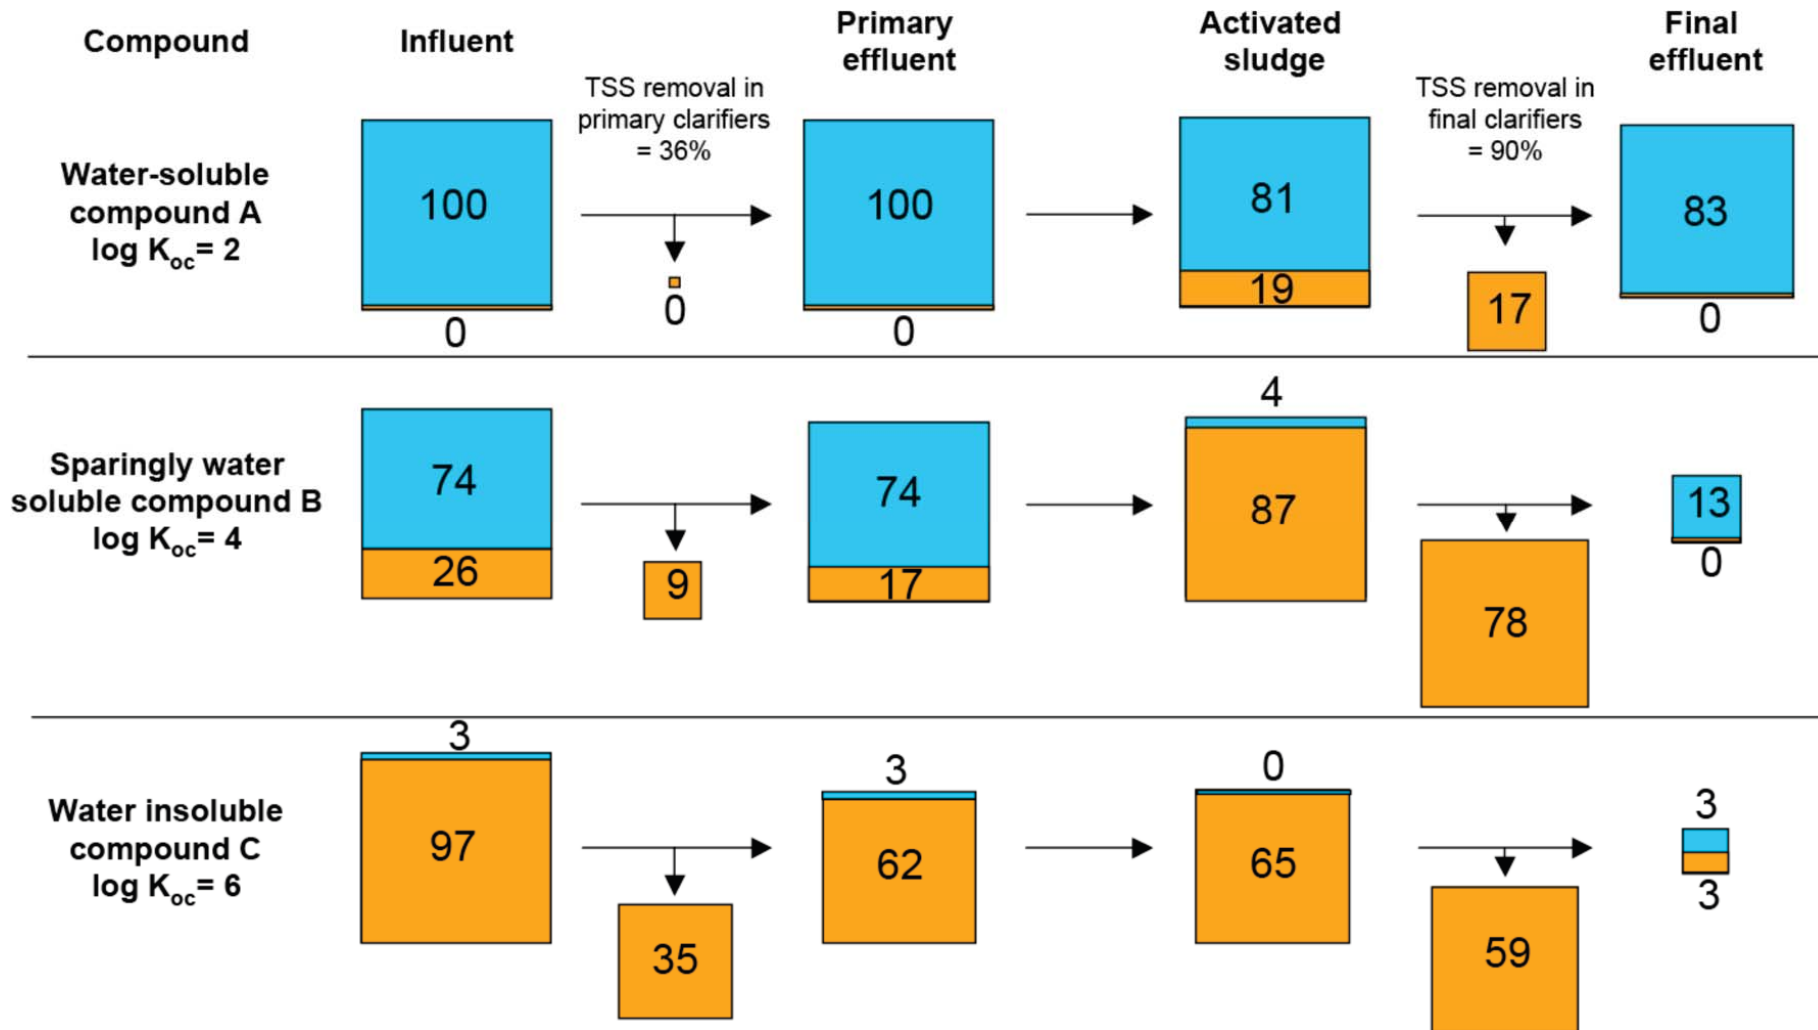 Compound
Influent
Primary
effluent
Activated
sludge
Final
effluent
TSS removal in
primary clarifiers
= 36%
TSS removal in
final clarifiers
= 90%
Water-soluble
compound A
log Koc= 2
100
0
0
100
0
81
19
17
83
0
Sparingly water
soluble compound B
log Koc= 4
74
26
9
74
17
4
87
78
13
0
Water insoluble
compound C
log Koc= 6
3
97
35
3
62
0
65
59
3
3